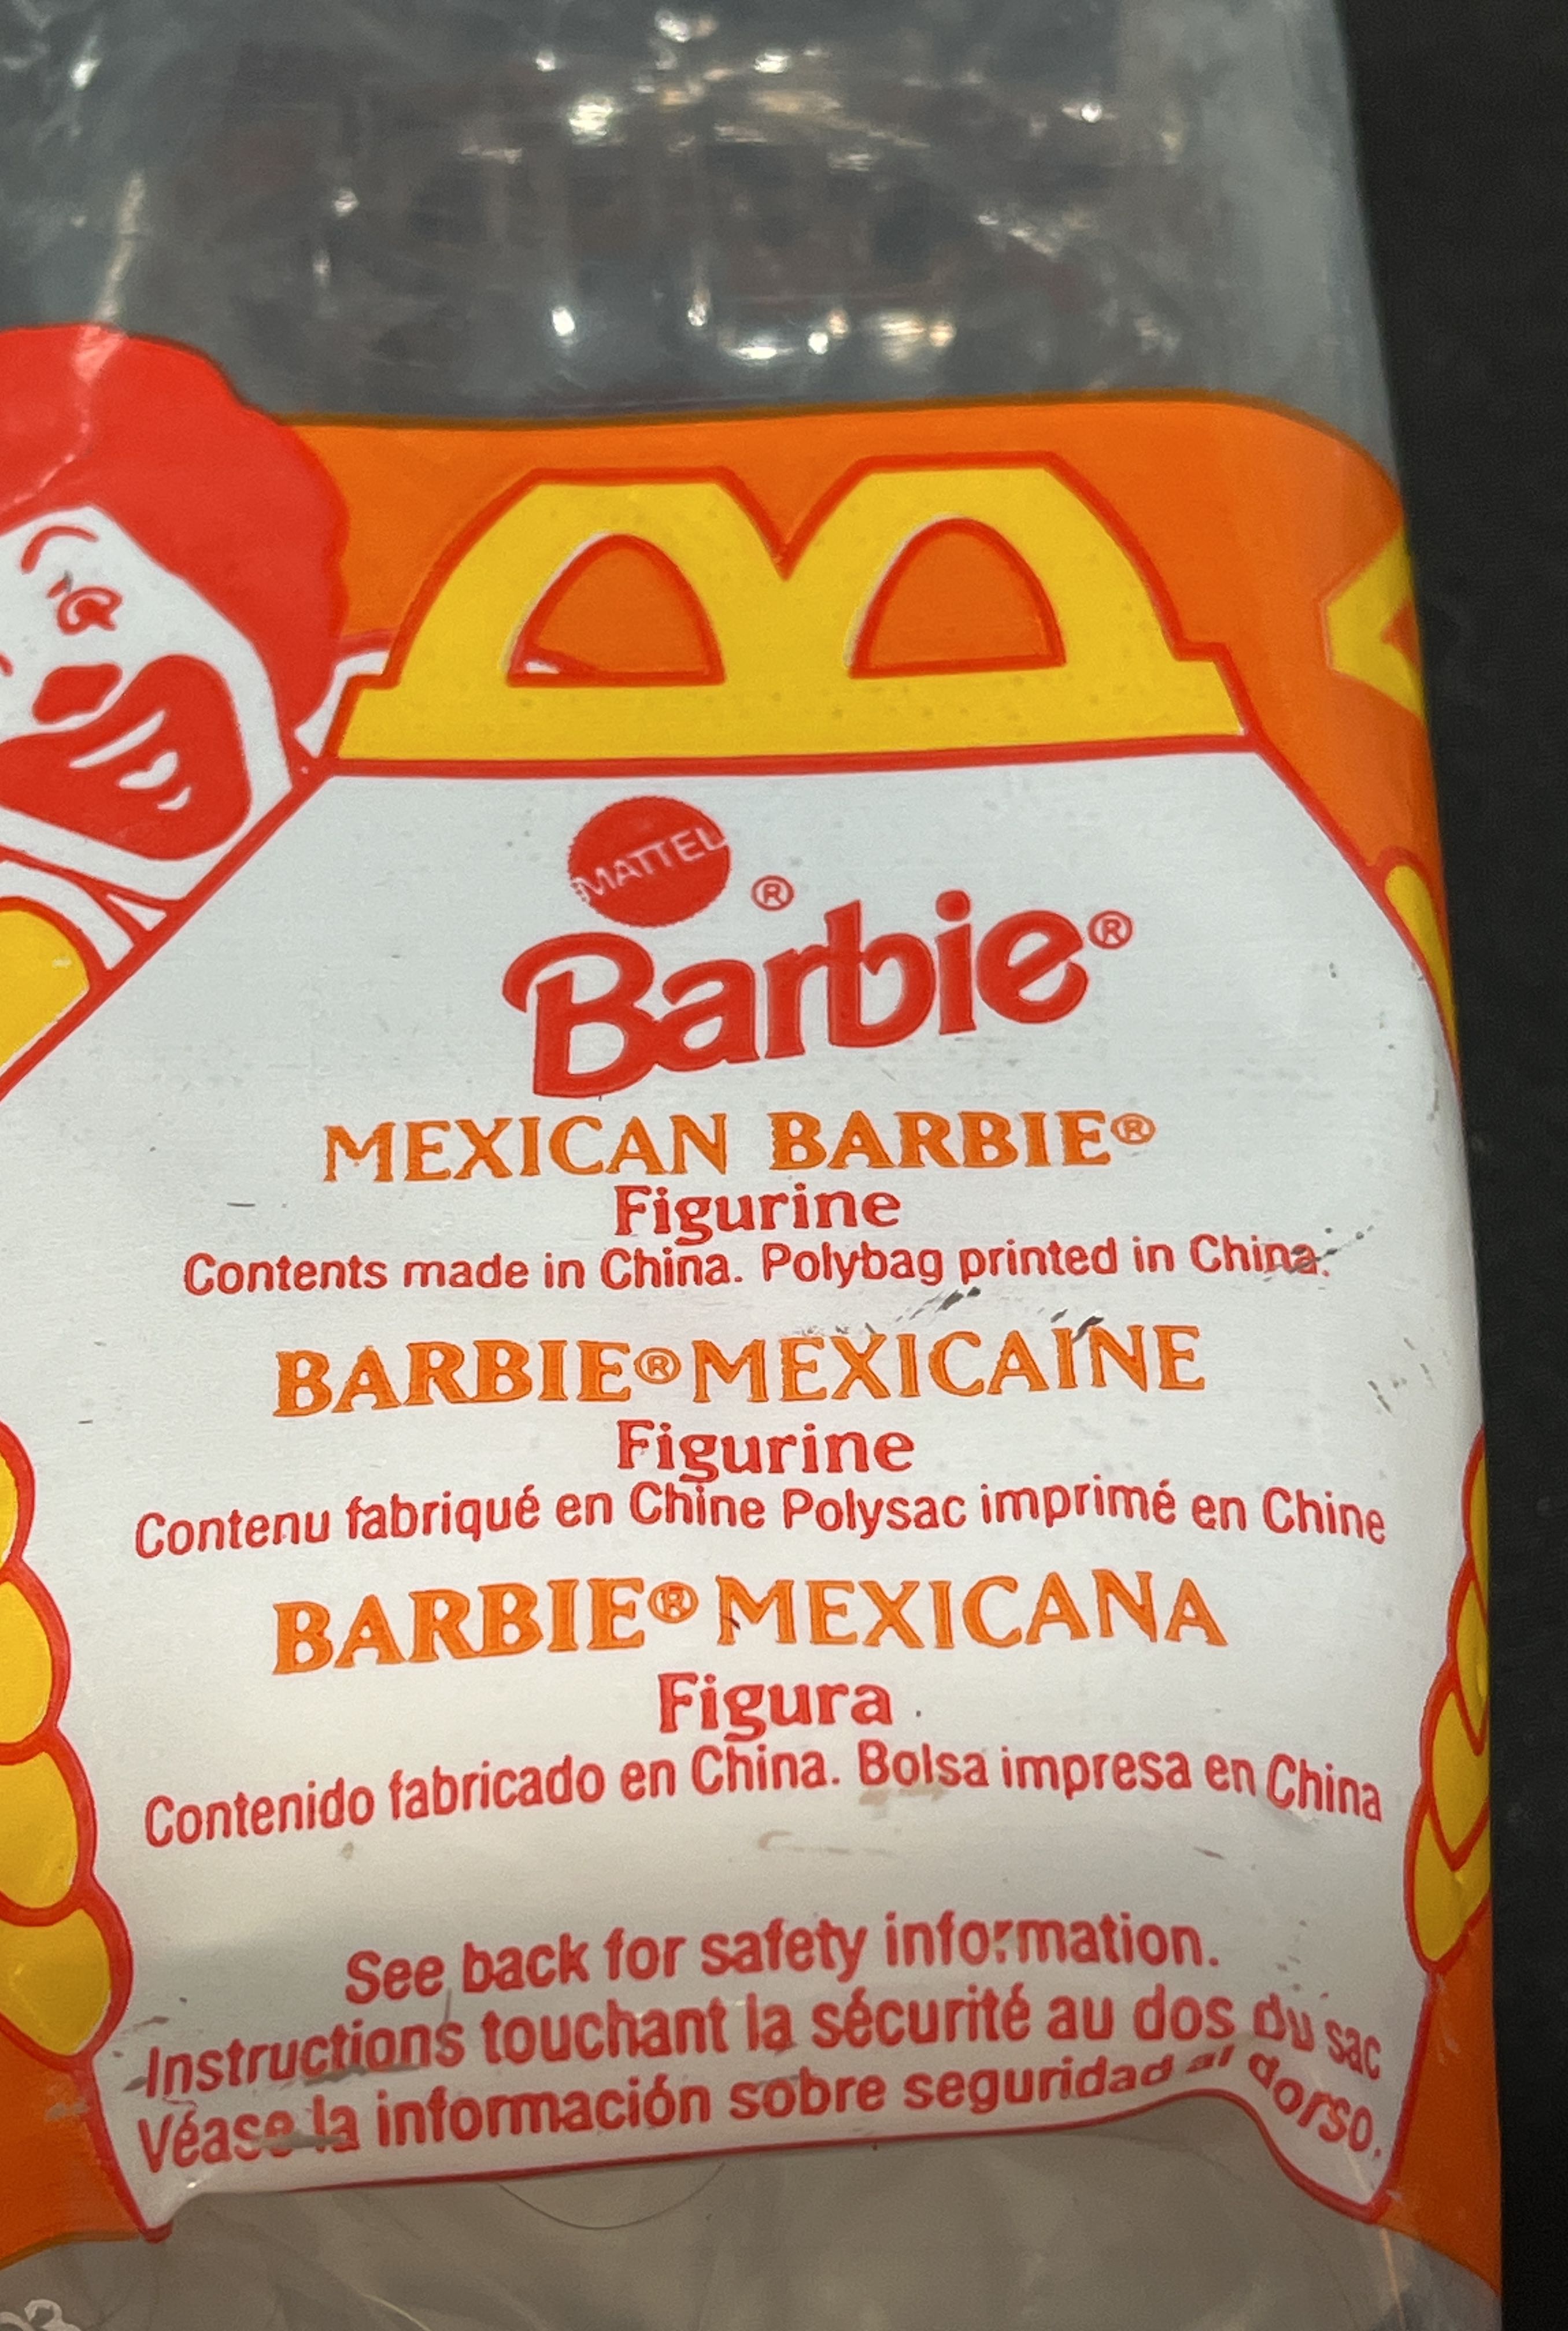 MATTEL ®
Barbie®
MEXICAN BARBIE®
Figurine
Contents made in China. Polybag printed in China.
BARBIE® MEXICAINE
Figurine
Contenu fabriqué en Chine Polysac imprimé en Chine
BARBIE® MEXICANA
Figura
Contenido fabricado en China. Bolsa impresa en China
See back for safety information.
Instructions touchant la sécurité au dos du sac
Véase la información sobre seguridad al dorso.